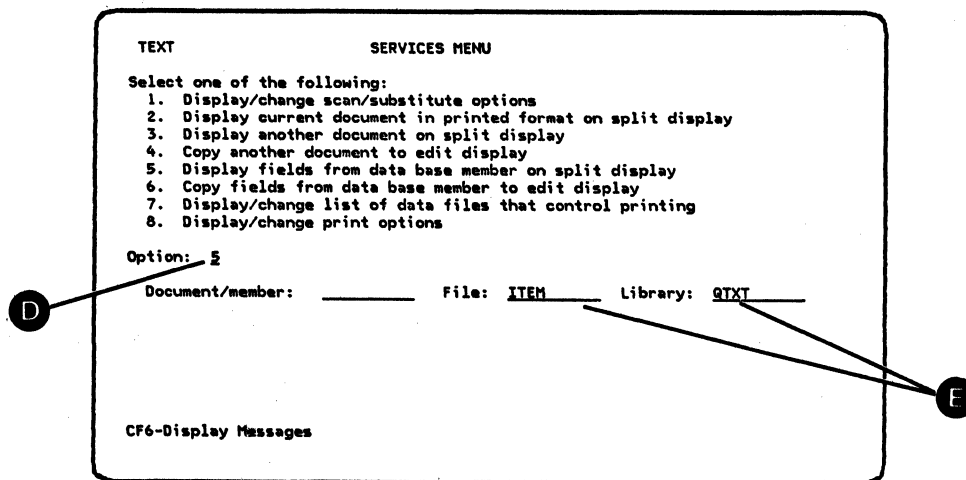 TEXT SERVICES MENU
Select one of the following:
1. Display/change scan/substitute options
2. Display current document in printed format on split display
3. Display another document on split display
4. Copy another document to edit display
5. Display fields from data base member on split display
6. Copy fields from data base member to edit display
7. Display/change list of data files that control printing
8. Display/change print options
Option: 5
D
Document/member: File: ITEM Library: QTXT
E
CF6-Display Messages